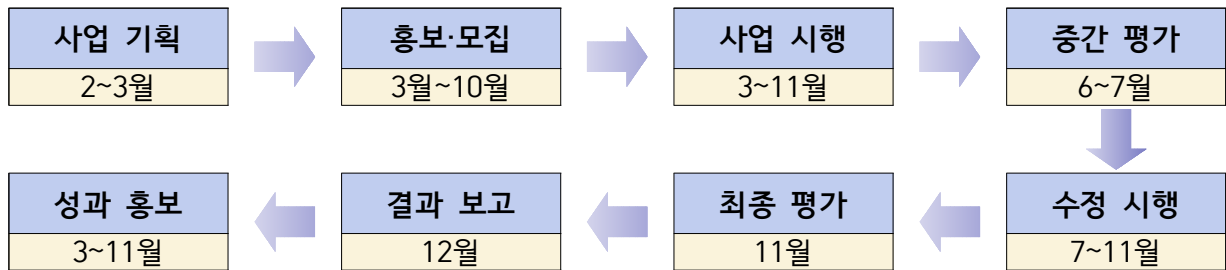 사업 기획
2~3월
홍보·모집
3월~10월
사업 시행
3~11월
중간 평가
6~7월
수정 시행
7~11월
최종 평가
11월
결과 보고
12월
성과 홍보
3~11월